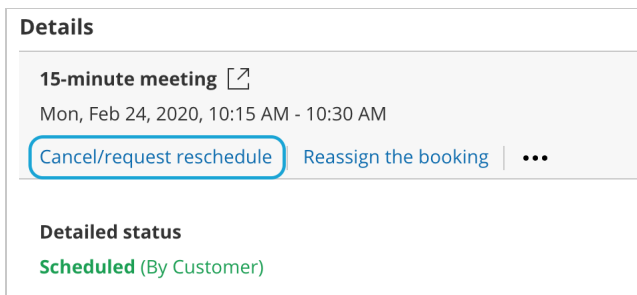 Details
15-minute meeting
Mon, Feb 24, 2020, 10:15 AM - 10:30 AM
Cancel/request reschedule Reassign the booking •••
Detailed status
Scheduled (By Customer)